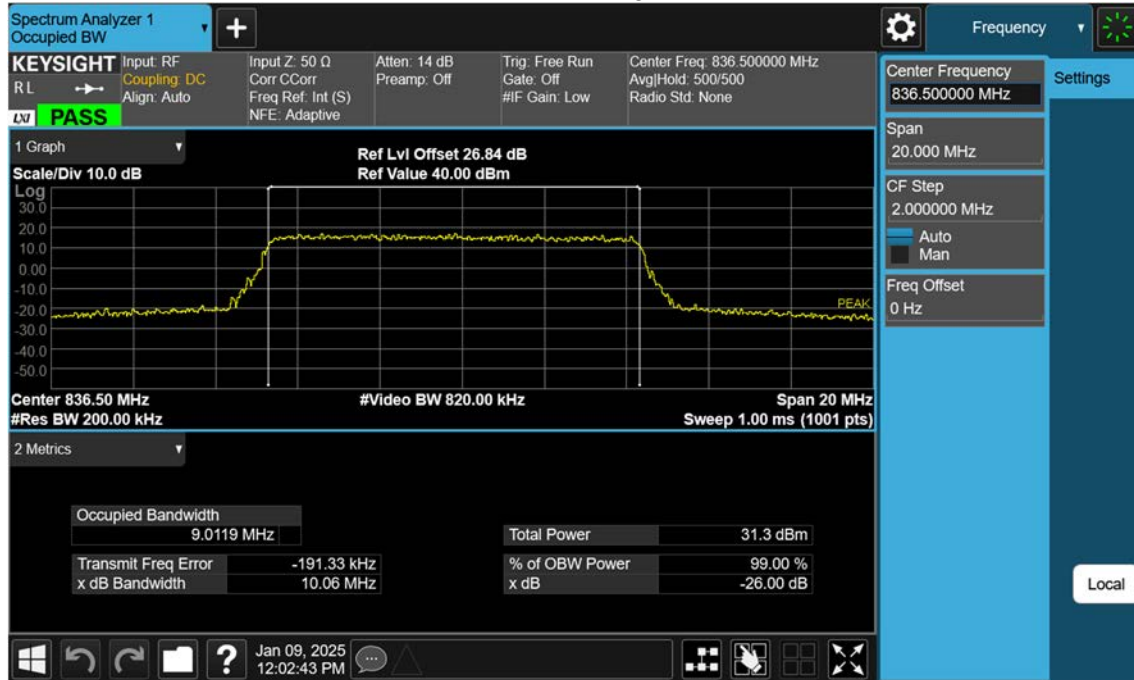 Spectrum Analyzer 1
Occupied BW
+
Frequency
KEYSIGHT
RL
LXI PASS
Input: RF
Coupling: DC
Align: Auto
Input Z: 50 Ω
Corr CCorr
Freq Ref: Int (S)
NFE: Adaptive
Atten: 14 dB
Preamp: Off
Trig: Free Run
Gate: Off
#IF Gain: Low
Center Freq: 836.500000 MHz
Avg|Hold: 500/500
Radio Std: None
Center Frequency
836.500000 MHz
Settings
Span
20.000 MHz
CF Step
2.000000 MHz
Auto
Man
Freq Offset
0 Hz
Local
1 Graph
Scale/Div 10.0 dB
Ref Lvl Offset 26.84 dB
Ref Value 40.00 dBm
Log
30.0
20.0
10.0
0.00
-10.0
-20.0
-30.0
-40.0
-50.0
PEAK
Center 836.50 MHz
#Video BW 820.00 kHz
Span 20 MHz
#Res BW 200.00 kHz
Sweep 1.00 ms (1001 pts)
2 Metrics
Occupied Bandwidth
9.0119 MHz
Total Power 31.3 dBm
Transmit Freq Error -191.33 kHz
% of OBW Power 99.00 %
x dB Bandwidth 10.06 MHz
x dB -26.00 dB
?
Jan 09, 2025
12:02:43 PM